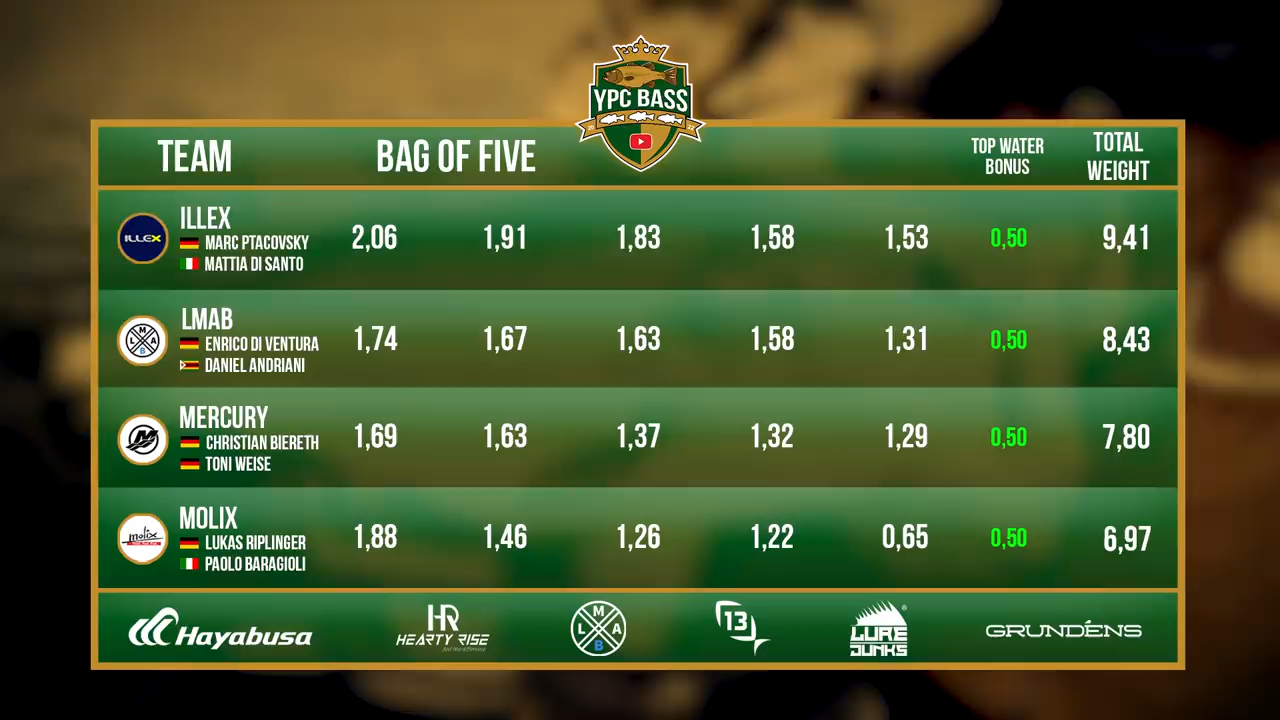 YPC BASS
TEAM BAG OF FIVE TOP WATER BONUS TOTAL WEIGHT
ILLEX
ILLEX 2,06 1,91 1,83 1,58 1,53 0,50 9,41
MARC PTACOVSKY
MATTIA DI SANTO
LMAB
LMAB 1,74 1,67 1,63 1,58 1,31 0,50 8,43
ENRICO DI VENTURA
DANIEL ANDRIANI
MERCURY 1,69 1,63 1,37 1,32 1,29 0,50 7,80
CHRISTIAN BIERETH
TONI WEISE
molix
MOLIX 1,88 1,46 1,26 1,22 0,65 0,50 6,97
LUKAS RIPLINGER
PAOLO BARAGIOLI
Hayabusa HR HEARTY RISE feel the difference LMAB 13 LURE JUNKS® GRUNDÉNS